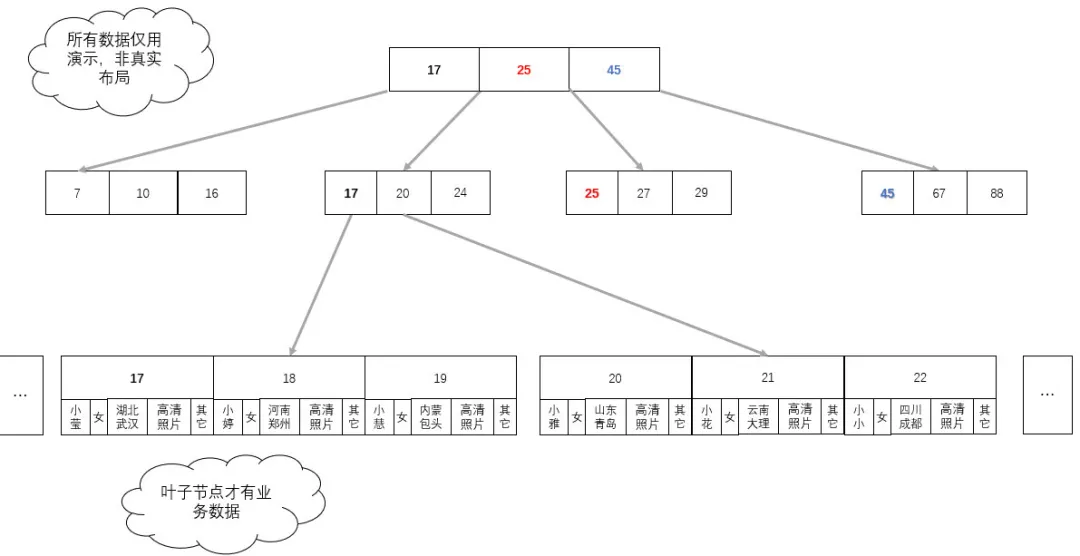 所有数据仅用
演示，非真实
布局
17 25 45
7 10 16 17 20 24 25 27 29 45 67 88
... 17 18 19 20 21 22 ...
小莹 女 湖北武汉 高清照片 其它 小婷 女 河南郑州 高清照片 其它 小慧 女 内蒙包头 高清照片 其它 小雅 女 山东青岛 高清照片 其它 小花 女 云南大理 高清照片 其它 小小 女 四川成都 高清照片 其它
叶子节点才有业
务数据